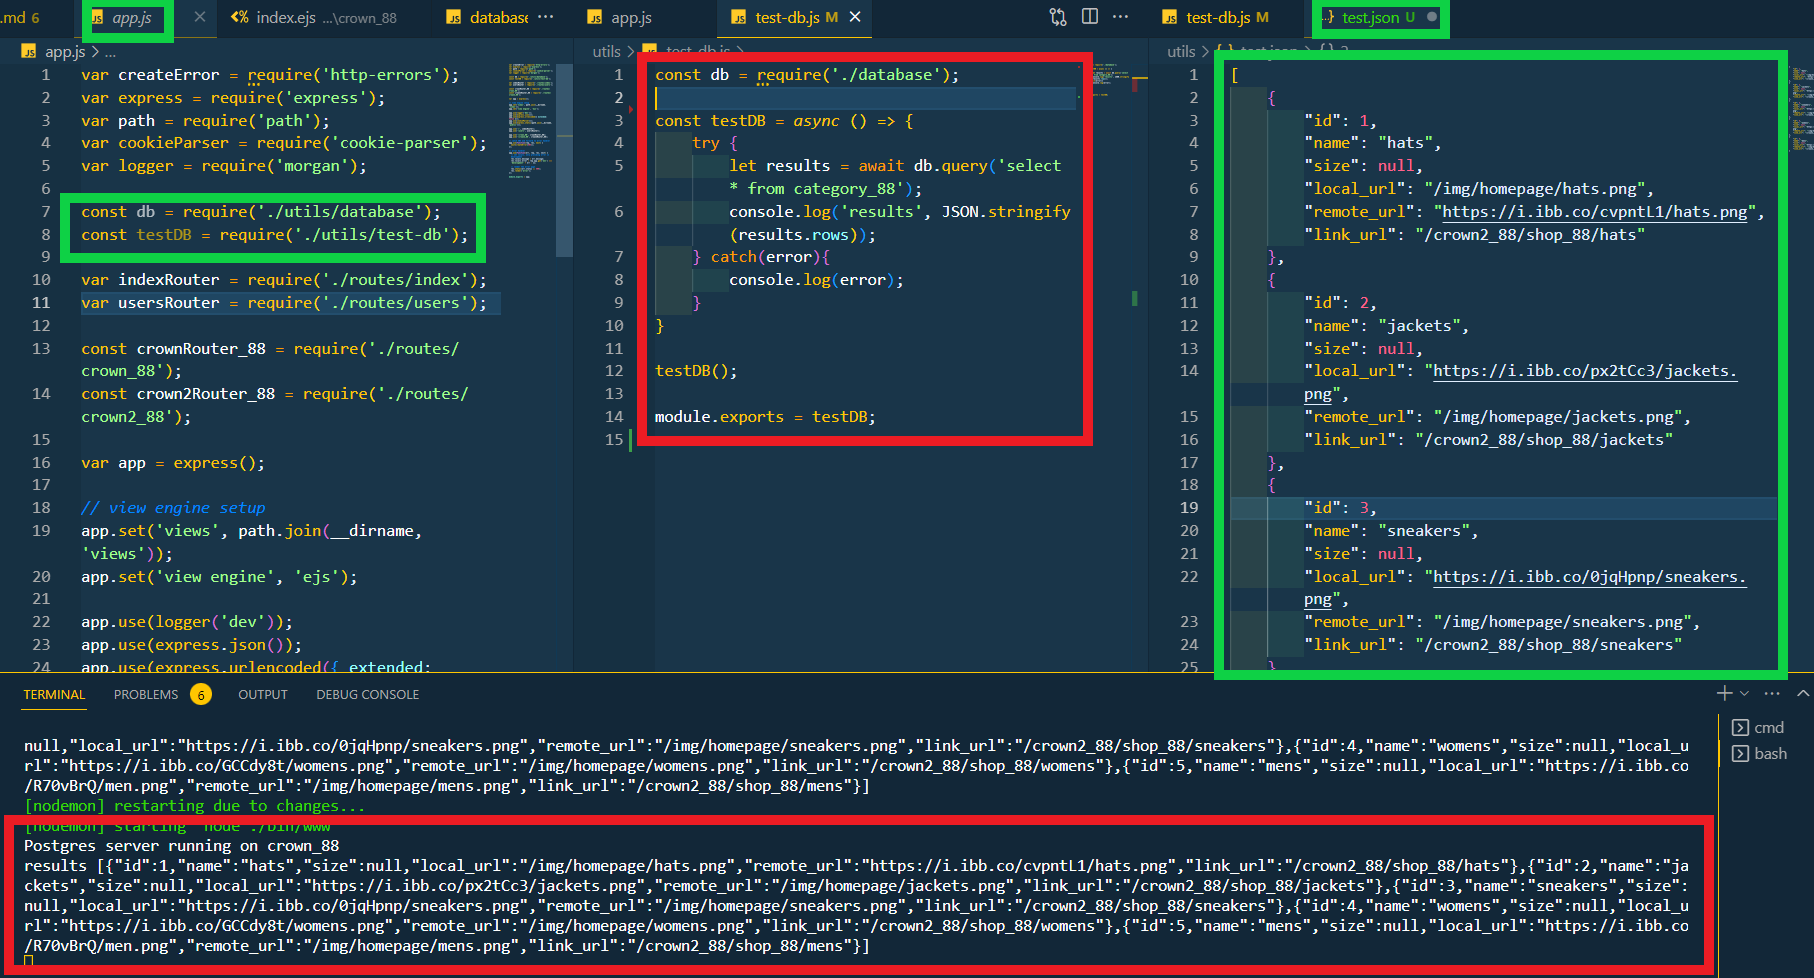 .md 6
JS app.js
<% index.ejs ...\crown_88
JS database ...
JS app.js
JS test-db.js M
JS test-db.js M
test.json U
JS app.js > ...
1 var createError = require('http-errors');
2 var express = require('express');
3 var path = require('path');
4 var cookieParser = require('cookie-parser');
5 var logger = require('morgan');
6
7 const db = require('./utils/database');
8 const testDB = require('./utils/test-db');
9
10 var indexRouter = require('./routes/index');
11 var usersRouter = require('./routes/users');
12
13 const crownRouter_88 = require('./routes/
crown_88');
14 const crown2Router_88 = require('./routes/
crown2_88');
15
16 var app = express();
17
18 // view engine setup
19 app.set('views', path.join(__dirname,
'views'));
20 app.set('view engine', 'ejs');
21
22 app.use(logger('dev'));
23 app.use(express.json());
24 app.use(express.urlencoded({ extended:
utils > JS test-db.js >
1 const db = require('./database');
2
3 const testDB = async () => {
4 try {
5 let results = await db.query('select
* from category_88');
6 console.log('results', JSON.stringify
(results.rows));
7 } catch(error){
8 console.log(error);
9 }
10 }
11
12 testDB();
13
14 module.exports = testDB;
15
utils > {} test.json > {} 2
1 [
2 {
3 "id": 1,
4 "name": "hats",
5 "size": null,
6 "local_url": "/img/homepage/hats.png",
7 "remote_url": "https://i.ibb.co/cvpntL1/hats.png",
8 "link_url": "/crown2_88/shop_88/hats"
9 },
10 {
11 "id": 2,
12 "name": "jackets",
13 "size": null,
14 "local_url": "https://i.ibb.co/px2tCc3/jackets.
png",
15 "remote_url": "/img/homepage/jackets.png",
16 "link_url": "/crown2_88/shop_88/jackets"
17 },
18 {
19 "id": 3,
20 "name": "sneakers",
21 "size": null,
22 "local_url": "https://i.ibb.co/0jqHpnp/sneakers.
png",
23 "remote_url": "/img/homepage/sneakers.png",
24 "link_url": "/crown2_88/shop_88/sneakers"
25 }
TERMINAL PROBLEMS 6 OUTPUT DEBUG CONSOLE
cmd
bash
null,"local_url":"https://i.ibb.co/0jqHpnp/sneakers.png","remote_url":"/img/homepage/sneakers.png","link_url":"/crown2_88/shop_88/sneakers"},{"id":4,"name":"womens","size":null,"local_u
rl":"https://i.ibb.co/GCCdy8t/womens.png","remote_url":"/img/homepage/womens.png","link_url":"/crown2_88/shop_88/womens"},{"id":5,"name":"mens","size":null,"local_url":"https://i.ibb.co
/R70vBrQ/men.png","remote_url":"/img/homepage/mens.png","link_url":"/crown2_88/shop_88/mens"}]
[nodemon] restarting due to changes...
[nodemon] starting `node ./bin/www`
Postgres server running on crown_88
results [{"id":1,"name":"hats","size":null,"local_url":"/img/homepage/hats.png","remote_url":"https://i.ibb.co/cvpntL1/hats.png","link_url":"/crown2_88/shop_88/hats"},{"id":2,"name":"ja
ckets","size":null,"local_url":"https://i.ibb.co/px2tCc3/jackets.png","remote_url":"/img/homepage/jackets.png","link_url":"/crown2_88/shop_88/jackets"},{"id":3,"name":"sneakers","size":
null,"local_url":"https://i.ibb.co/0jqHpnp/sneakers.png","remote_url":"/img/homepage/sneakers.png","link_url":"/crown2_88/shop_88/sneakers"},{"id":4,"name":"womens","size":null,"local_u
rl":"https://i.ibb.co/GCCdy8t/womens.png","remote_url":"/img/homepage/womens.png","link_url":"/crown2_88/shop_88/womens"},{"id":5,"name":"mens","size":null,"local_url":"https://i.ibb.co
/R70vBrQ/men.png","remote_url":"/img/homepage/mens.png","link_url":"/crown2_88/shop_88/mens"}]